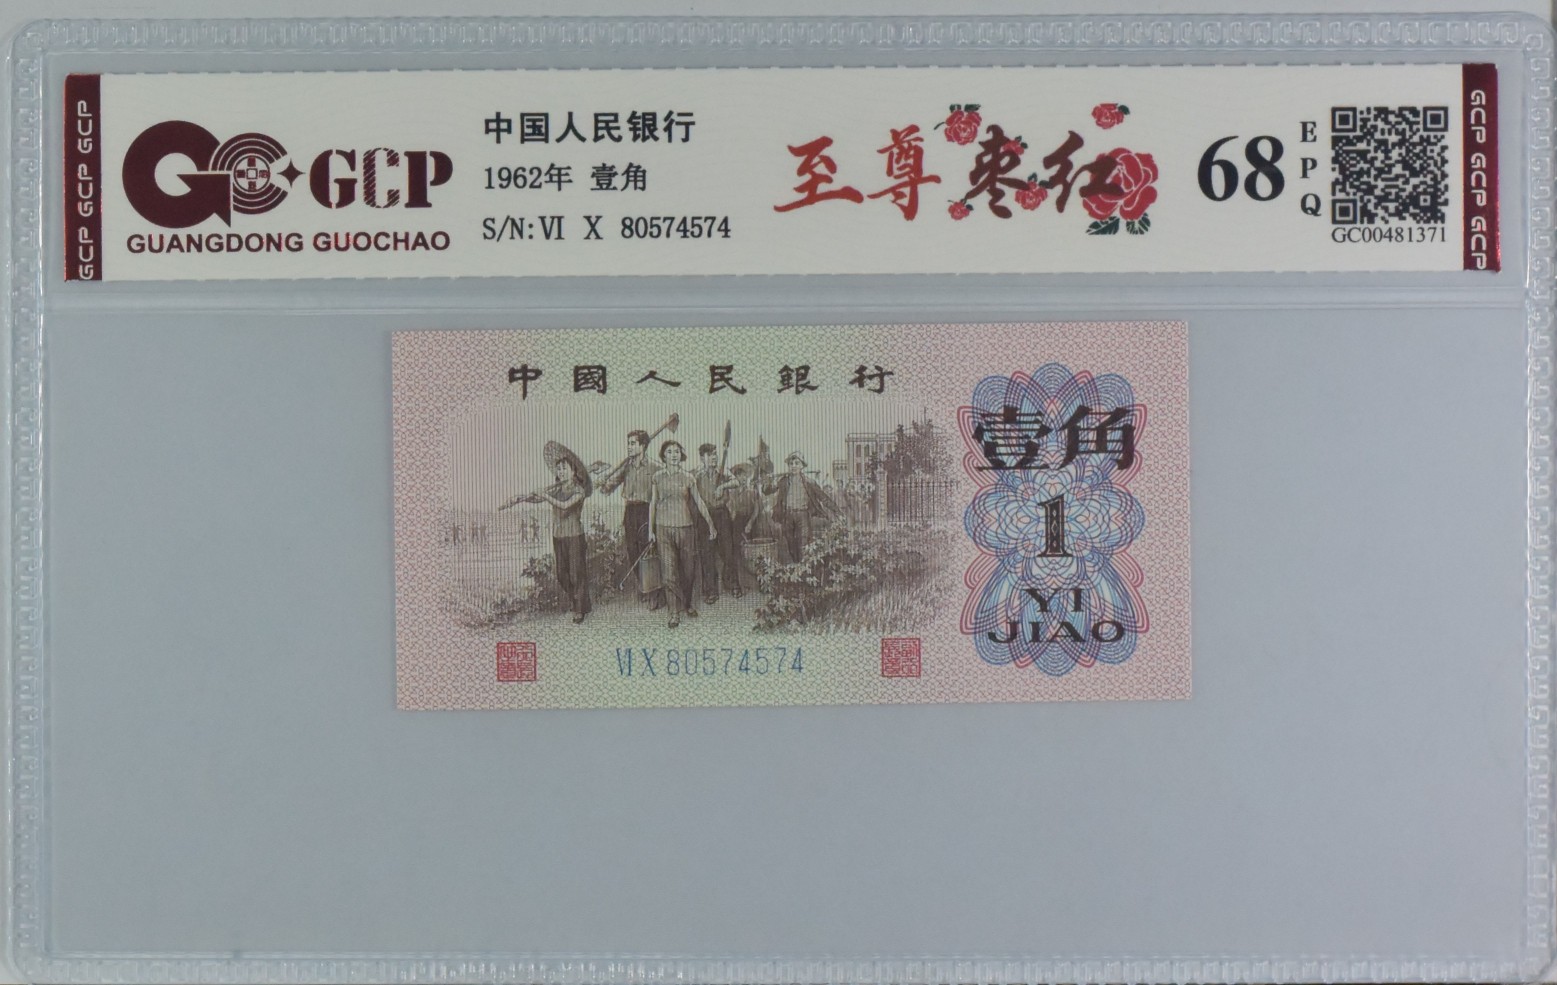 GCP GCP GCP
GCP
GUANGDONG GUOCHAO
中国人民银行
1962年 壹角
S/N: VI X 80574574
至尊枣红
68
EPQ
GC00481371
GCP GCP GCP
中國人民銀行
壹角
1
YI
JIAO
VI X 80574574